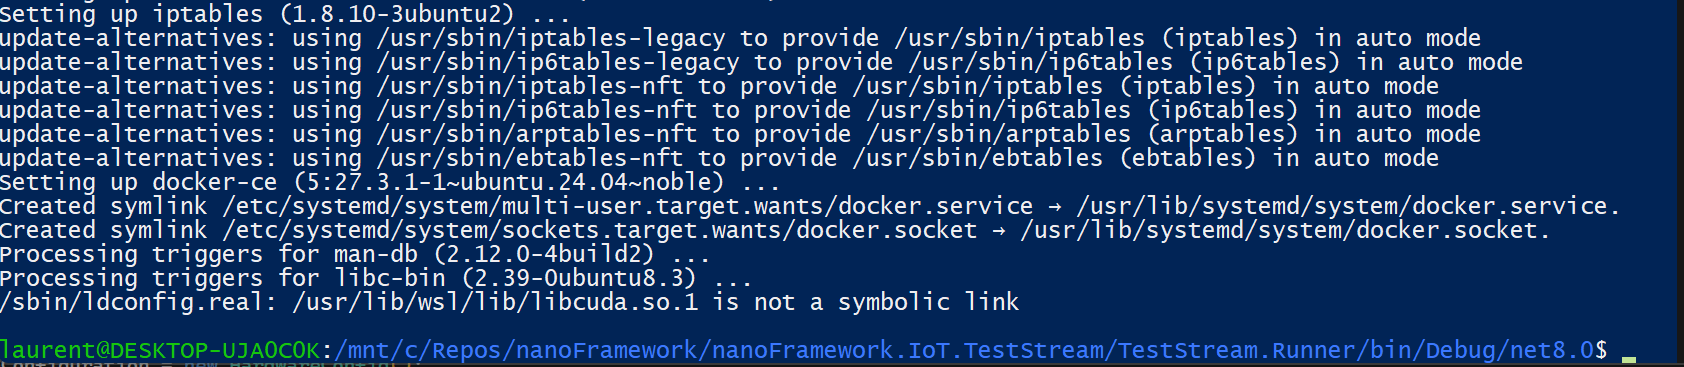 Setting up iptables (1.8.10-3ubuntu2) ...
update-alternatives: using /usr/sbin/iptables-legacy to provide /usr/sbin/iptables (iptables) in auto mode
update-alternatives: using /usr/sbin/ip6tables-legacy to provide /usr/sbin/ip6tables (ip6tables) in auto mode
update-alternatives: using /usr/sbin/iptables-nft to provide /usr/sbin/iptables (iptables) in auto mode
update-alternatives: using /usr/sbin/ip6tables-nft to provide /usr/sbin/ip6tables (ip6tables) in auto mode
update-alternatives: using /usr/sbin/arptables-nft to provide /usr/sbin/arptables (arptables) in auto mode
update-alternatives: using /usr/sbin/ebtables-nft to provide /usr/sbin/ebtables (ebtables) in auto mode
Setting up docker-ce (5:27.3.1-1~ubuntu.24.04~noble) ...
Created symlink /etc/systemd/system/multi-user.target.wants/docker.service → /usr/lib/systemd/system/docker.service.
Created symlink /etc/systemd/system/sockets.target.wants/docker.socket → /usr/lib/systemd/system/docker.socket.
Processing triggers for man-db (2.12.0-4build2) ...
Processing triggers for libc-bin (2.39-0ubuntu8.3) ...
/sbin/ldconfig.real: /usr/lib/wsl/lib/libcuda.so.1 is not a symbolic link
laurent@DESKTOP-UJA0C0K:/mnt/c/Repos/nanoFramework/nanoFramework.IoT.TestStream/TestStream.Runner/bin/Debug/net8.0$